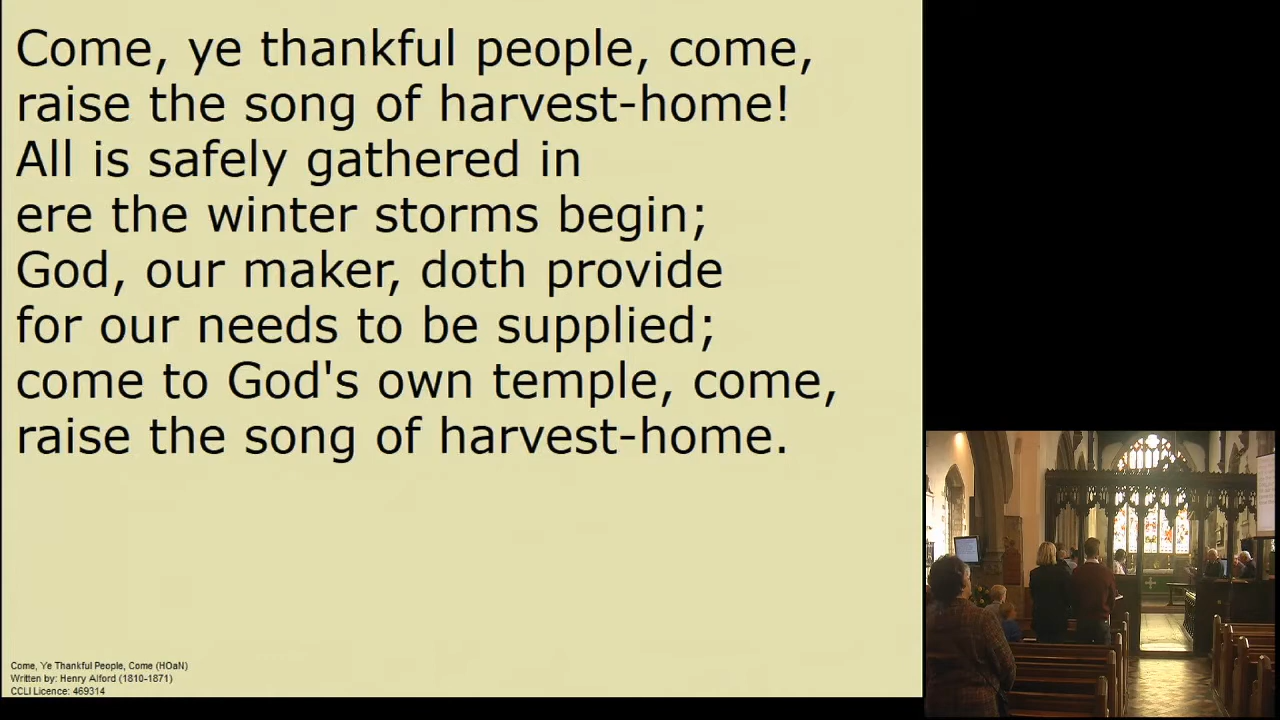 Come, ye thankful people, come,
raise the song of harvest-home!
All is safely gathered in
ere the winter storms begin;
God, our maker, doth provide
for our needs to be supplied;
come to God's own temple, come,
raise the song of harvest-home.
Come, Ye Thankful People, Come (HOaN)
Written by: Henry Alford (1810-1871)
CCLI Licence: 469314